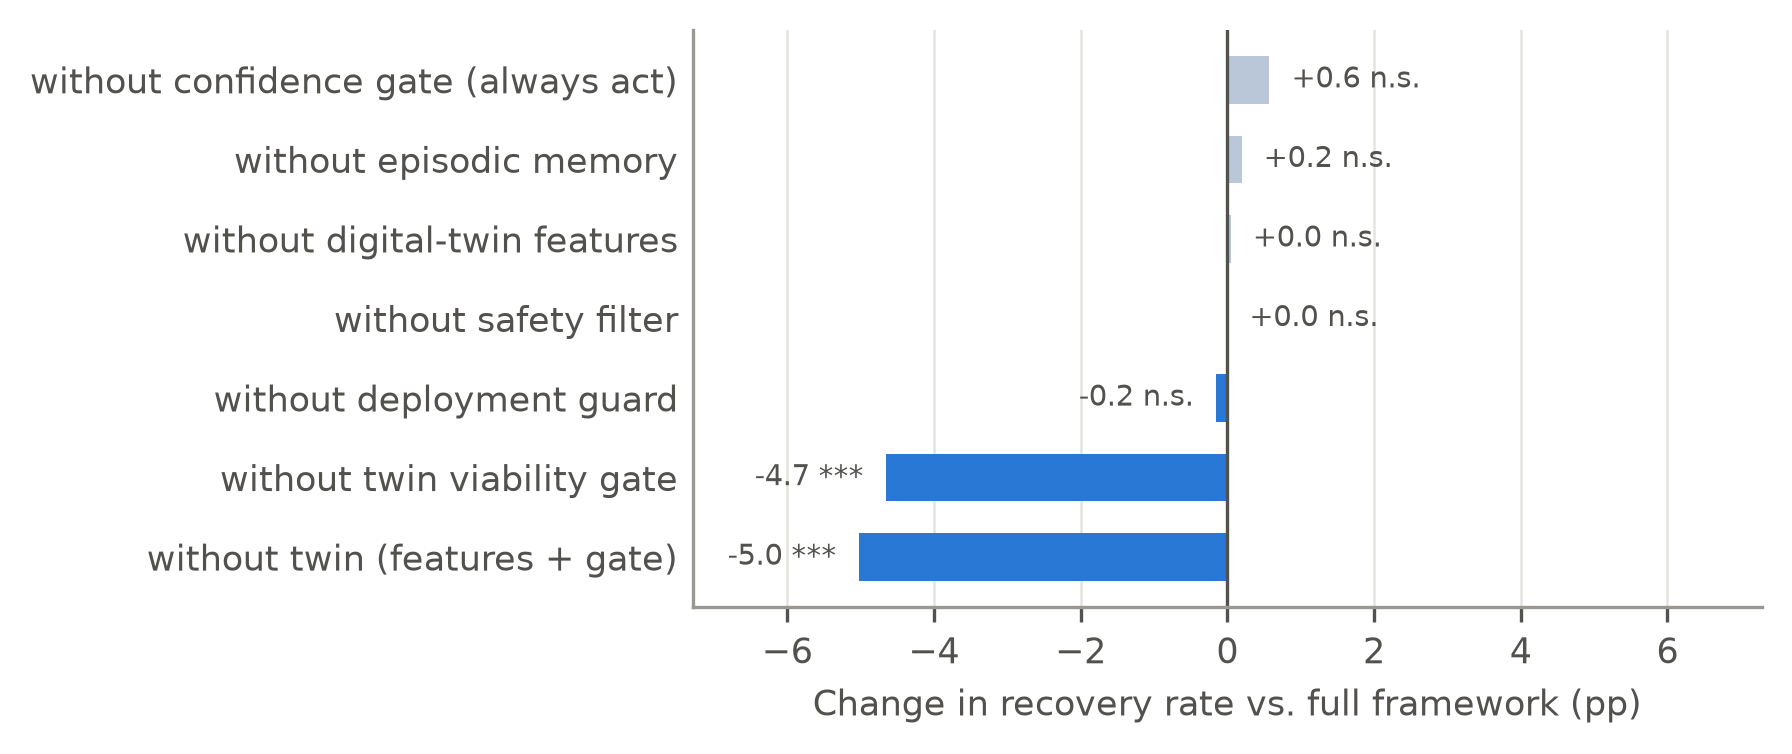 without confidence gate (always act)
+0.6 n.s.
without episodic memory
+0.2 n.s.
without digital-twin features
+0.0 n.s.
without safety filter
+0.0 n.s.
without deployment guard
-0.2 n.s.
without twin viability gate
-4.7 ***
without twin (features + gate)
-5.0 ***
−6 −4 −2 0 2 4 6
Change in recovery rate vs. full framework (pp)